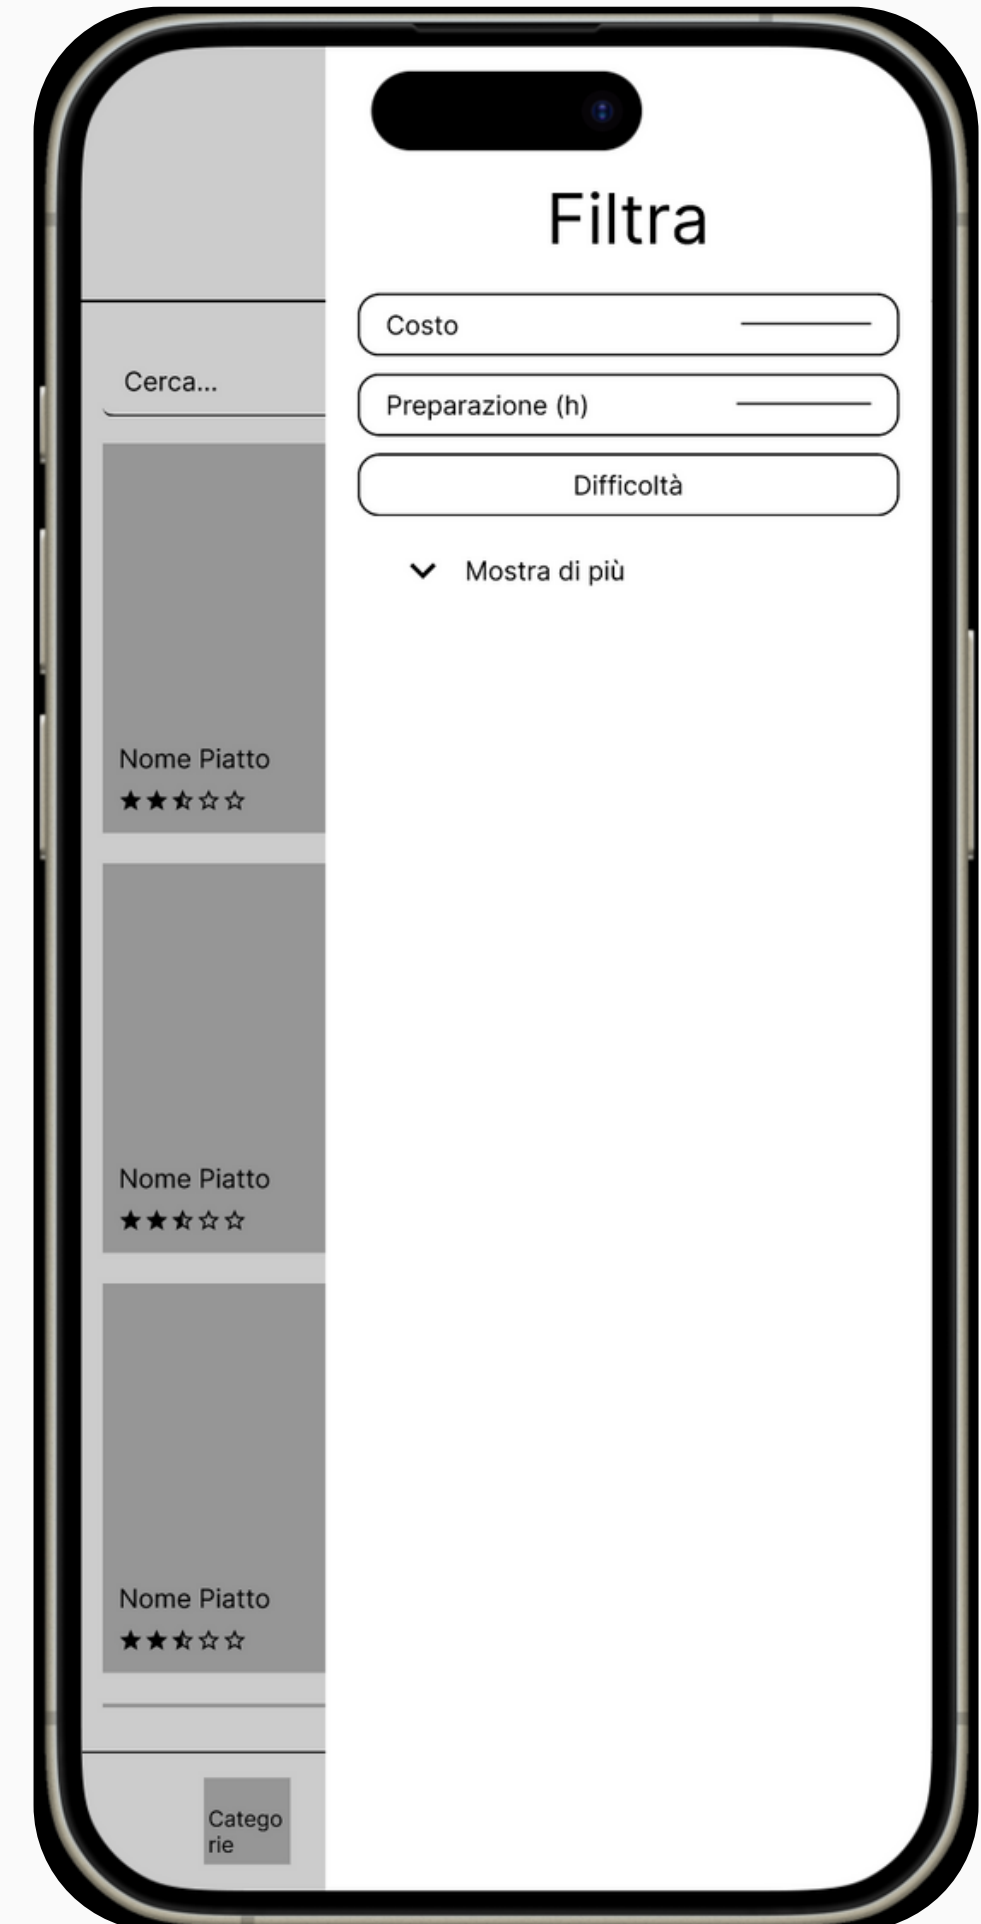 Filtra
Costo
Preparazione (h)
Difficoltà
Mostra di più
Cerca...
Nome Piatto
Nome Piatto
Nome Piatto
Catego
rie